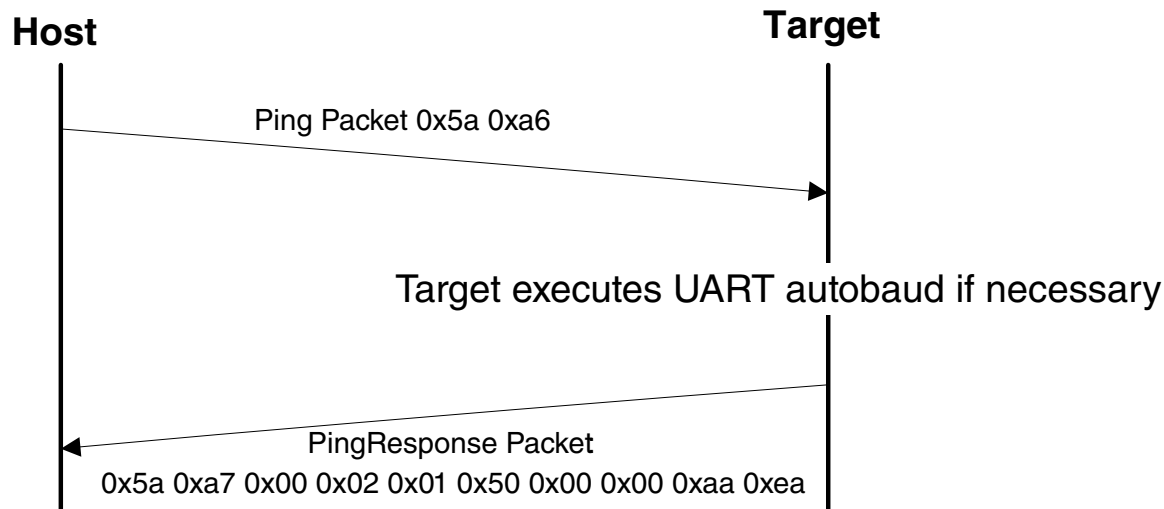 Host
Target
Ping Packet 0x5a 0xa6
Target executes UART autobaud if necessary
PingResponse Packet
0x5a 0xa7 0x00 0x02 0x01 0x50 0x00 0x00 0xaa 0xea